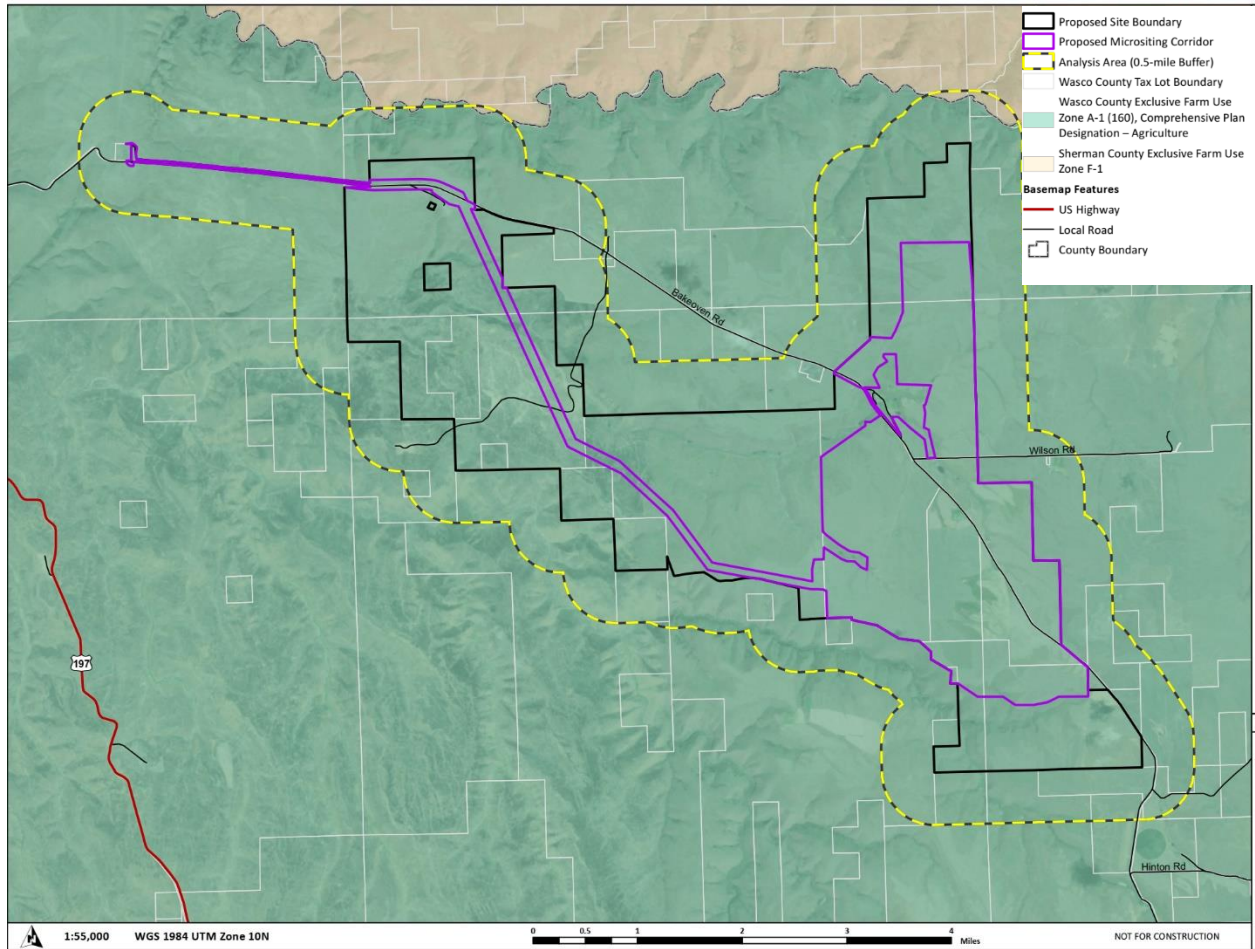 Proposed Site Boundary
Proposed Micrositing Corridor
Analysis Area (0.5-mile Buffer)
Wasco County Tax Lot Boundary
Wasco County Exclusive Farm Use
Zone A-1 (160), Comprehensive Plan
Designation – Agriculture
Sherman County Exclusive Farm Use
Zone F-1
Basemap Features
US Highway
Local Road
County Boundary
Bakeoven Rd
Wilson Rd
197
Hinton Rd
1:55,000 WGS 1984 UTM Zone 10N
0 0.5 1 2 3 4
Miles
NOT FOR CONSTRUCTION